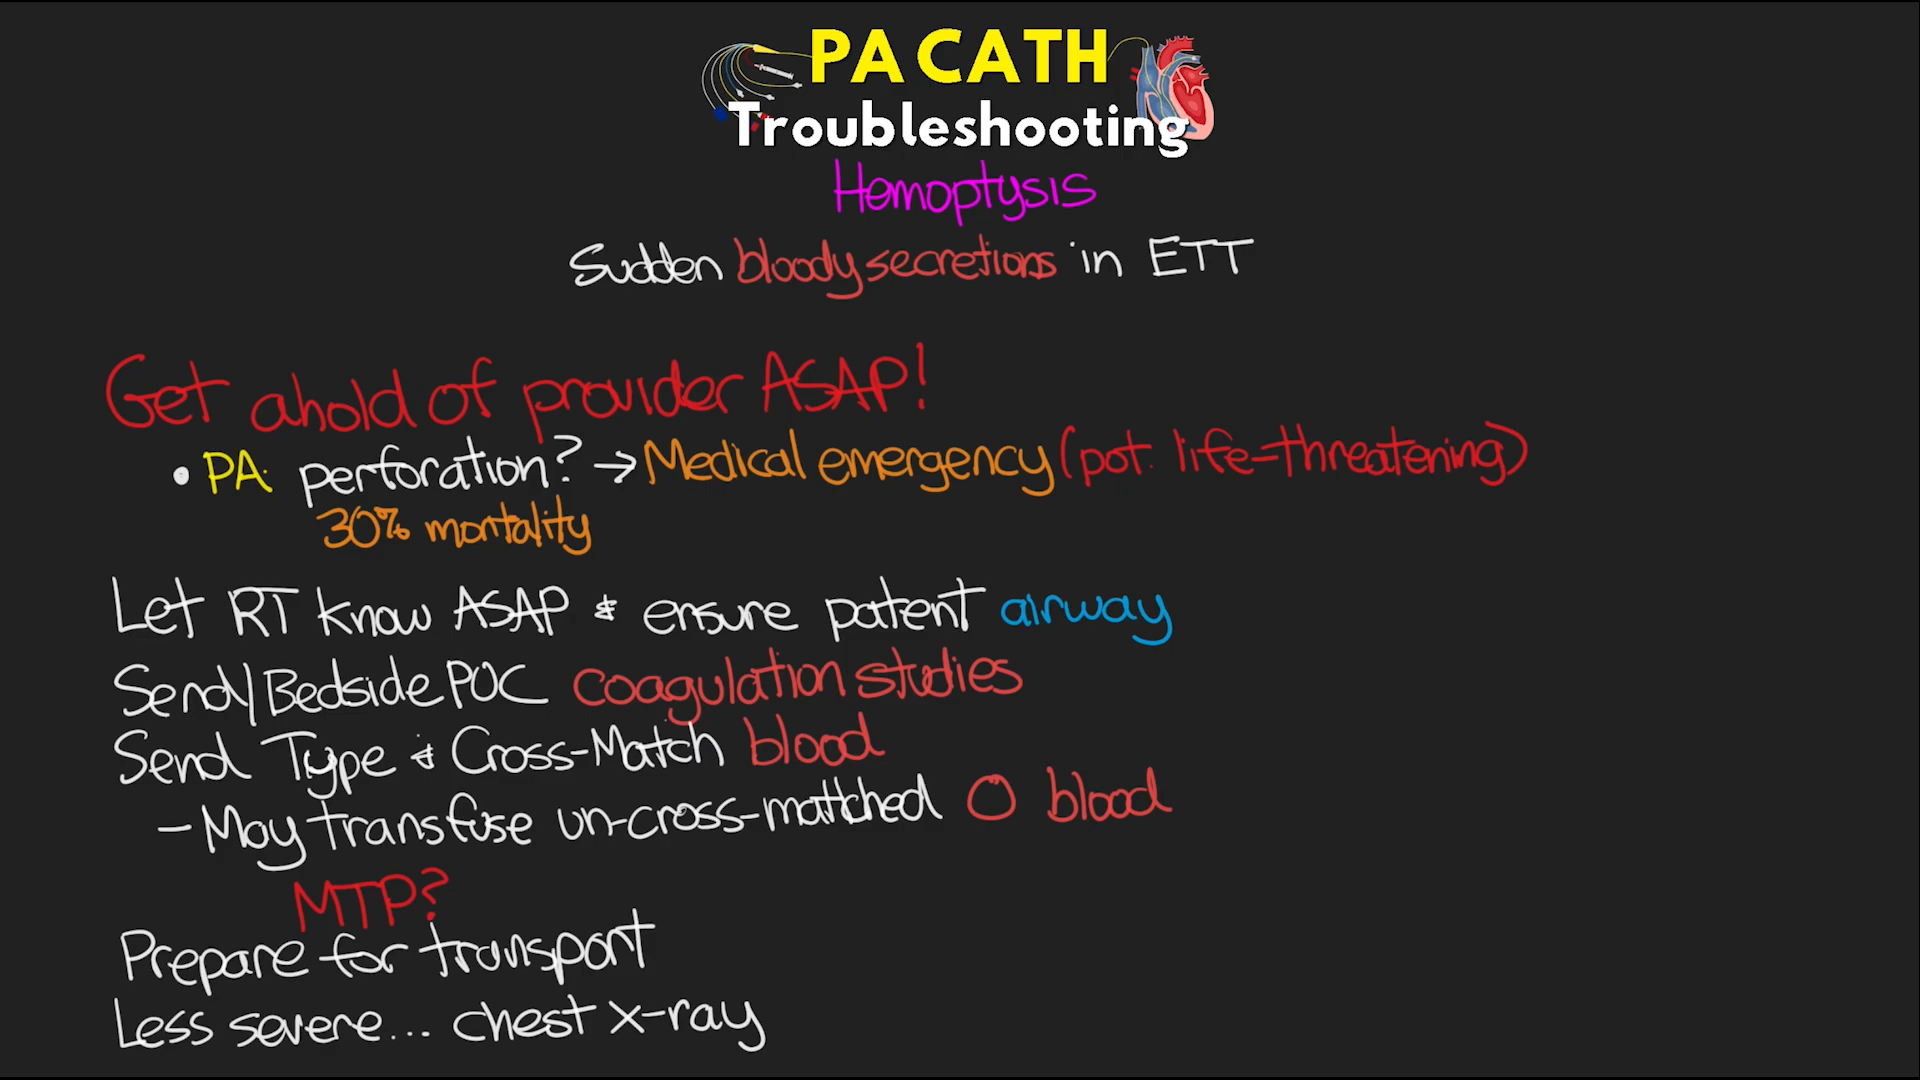 PA CATH
Troubleshooting
Hemoptysis
Sudden bloody secretions in ETT
Get ahold of provider ASAP!
• PA perforation? → Medical emergency (pot. life-threatening)
30% mortality
Let RT know ASAP & ensure patent airway
Send/Bedside POC coagulation studies
Send Type & Cross-Match blood
- May transfuse un-cross-matched O blood
MTP?
Prepare for transport
Less severe... chest x-ray